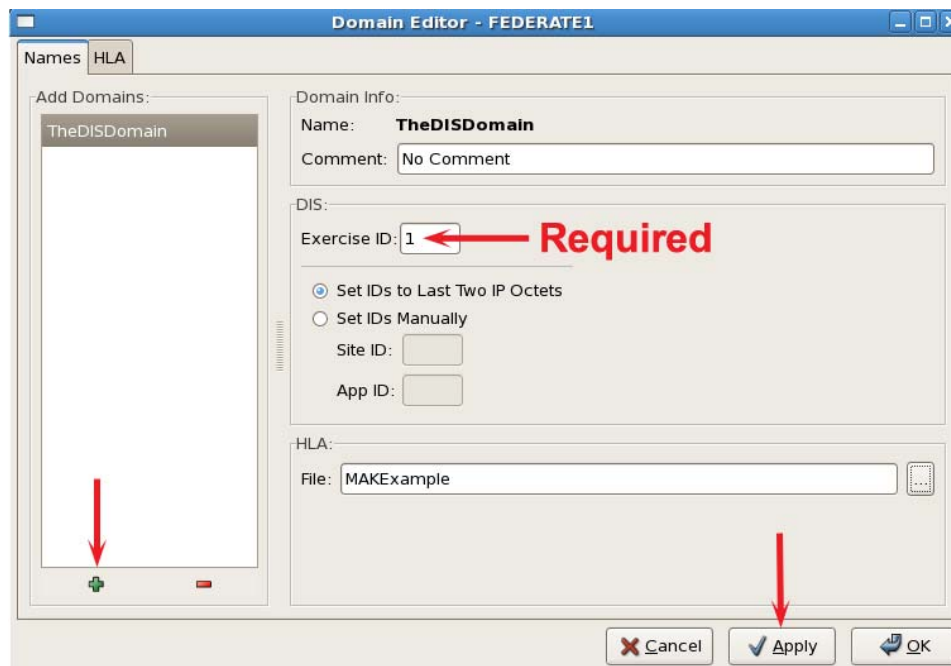 Domain Editor - FEDERATE1
Names HLA
Add Domains:
TheDISDomain
Domain Info:
Name: TheDISDomain
Comment: No Comment
DIS:
Exercise ID: 1 Required
Set IDs to Last Two IP Octets
Set IDs Manually
Site ID:
App ID:
HLA:
File: MAKExample ...
Cancel Apply OK